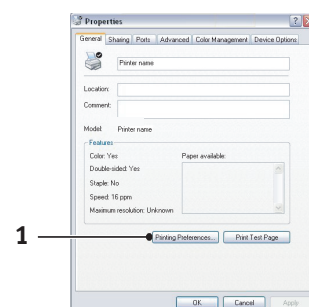 Properties
General Sharing Ports Advanced Color Management Device Options
Printer name
Location:
Comment:
Model: Printer name
Features
Color: Yes Paper available:
Double-sided: Yes
Staple: No
Speed: 16 ppm
Maximum resolution: Unknown
1 Printing Preferences... Print Test Page
OK Cancel Apply